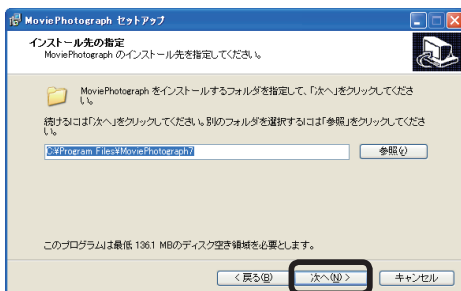 MoviePhotograph セットアップ
インストール先の指定
MoviePhotograph のインストール先を指定してください。
MoviePhotograph をインストールするフォルダを指定して、「次へ」をクリックしてくださ
い。
続けるには「次へ」をクリックしてください。別のフォルダを選択するには「参照」をクリックしてくださ
い。
C:¥Program Files¥MoviePhotograph7
参照(r)
このプログラムは最低 136.1 MBのディスク空き領域を必要とします。
< 戻る(B)
次へ(N) >
キャンセル